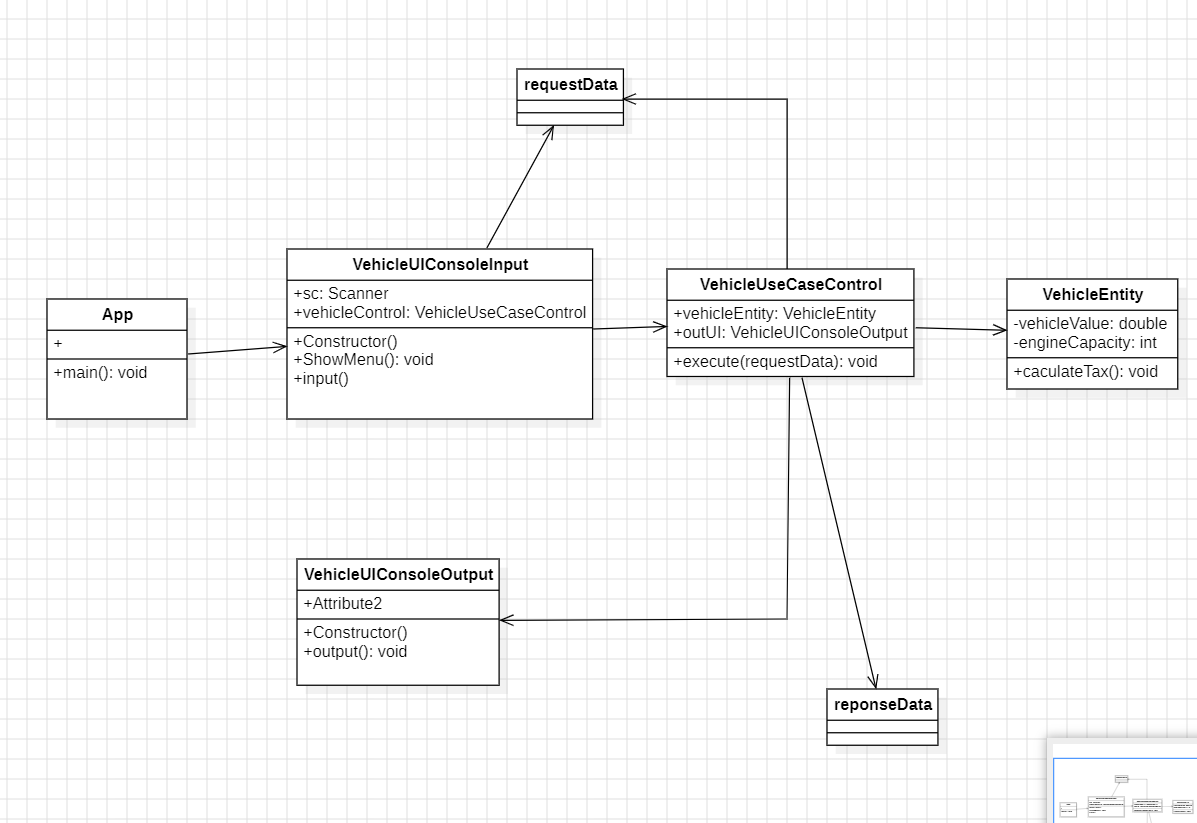 requestData
App
+
+main(): void
VehicleUIConsoleInput
+sc: Scanner
+vehicleControl: VehicleUseCaseControl
+Constructor()
+ShowMenu(): void
+input()
VehicleUseCaseControl
+vehicleEntity: VehicleEntity
+outUI: VehicleUIConsoleOutput
+execute(requestData): void
VehicleEntity
-vehicleValue: double
-engineCapacity: int
+caculateTax(): void
VehicleUIConsoleOutput
+Attribute2
+Constructor()
+output(): void
reponseData